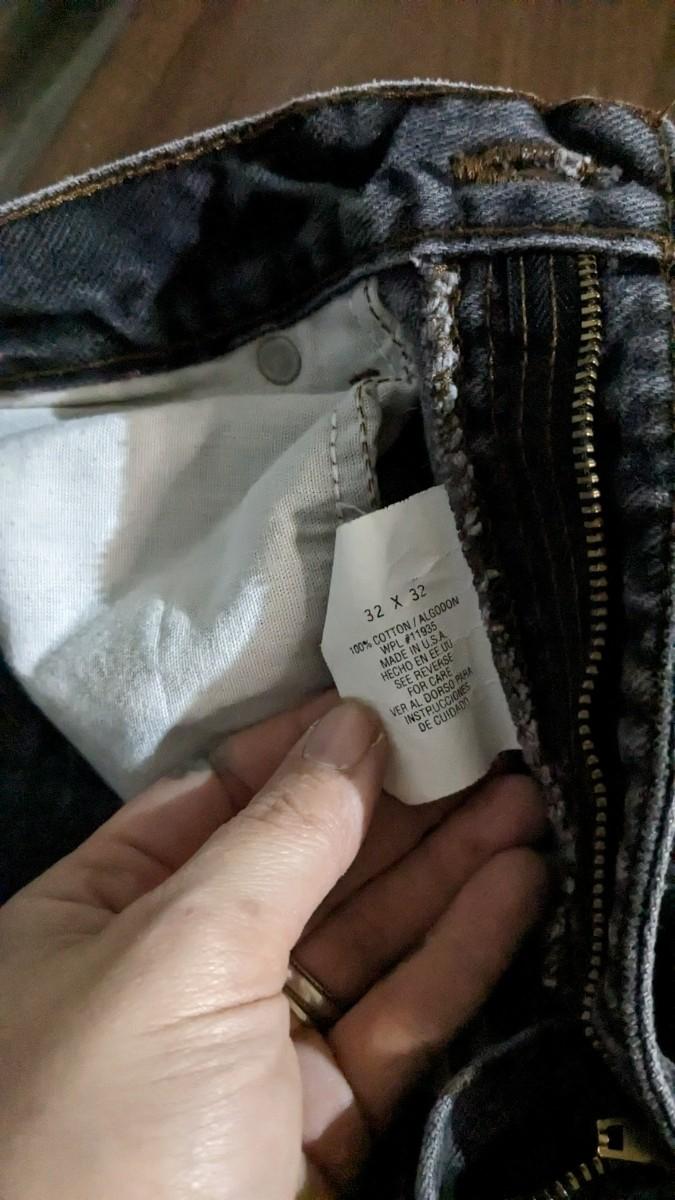 32 X 32
100% COTTON / ALGODON
WPL #11935
MADE IN U.S.A.
HECHO EN EE UU
SEE REVERSE
FOR CARE
VER AL DORSO PARA
INSTRUCCIONES
DE CUIDADO